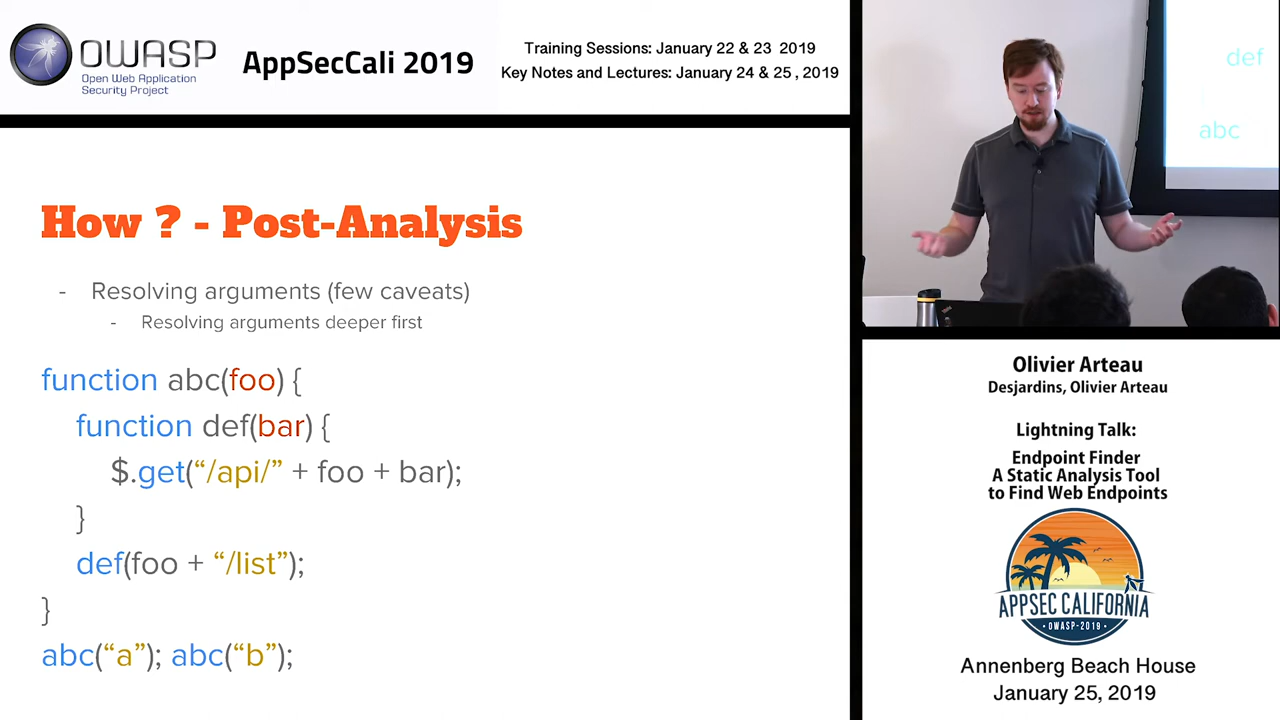 OWASP
Open Web Application
Security Project
AppSecCali 2019
Training Sessions: January 22 & 23 2019
Key Notes and Lectures: January 24 & 25 , 2019
How ? - Post-Analysis
- Resolving arguments (few caveats)
- Resolving arguments deeper first
function abc(foo) {
function def(bar) {
$.get(“/api/” + foo + bar);
}
def(foo + “/list”);
}
abc(“a”); abc(“b”);
def
abc
Olivier Arteau
Desjardins, Olivier Arteau
Lightning Talk:
Endpoint Finder
A Static Analysis Tool
to Find Web Endpoints
APPSEC CALIFORNIA
• OWASP-2019 •
Annenberg Beach House
January 25, 2019